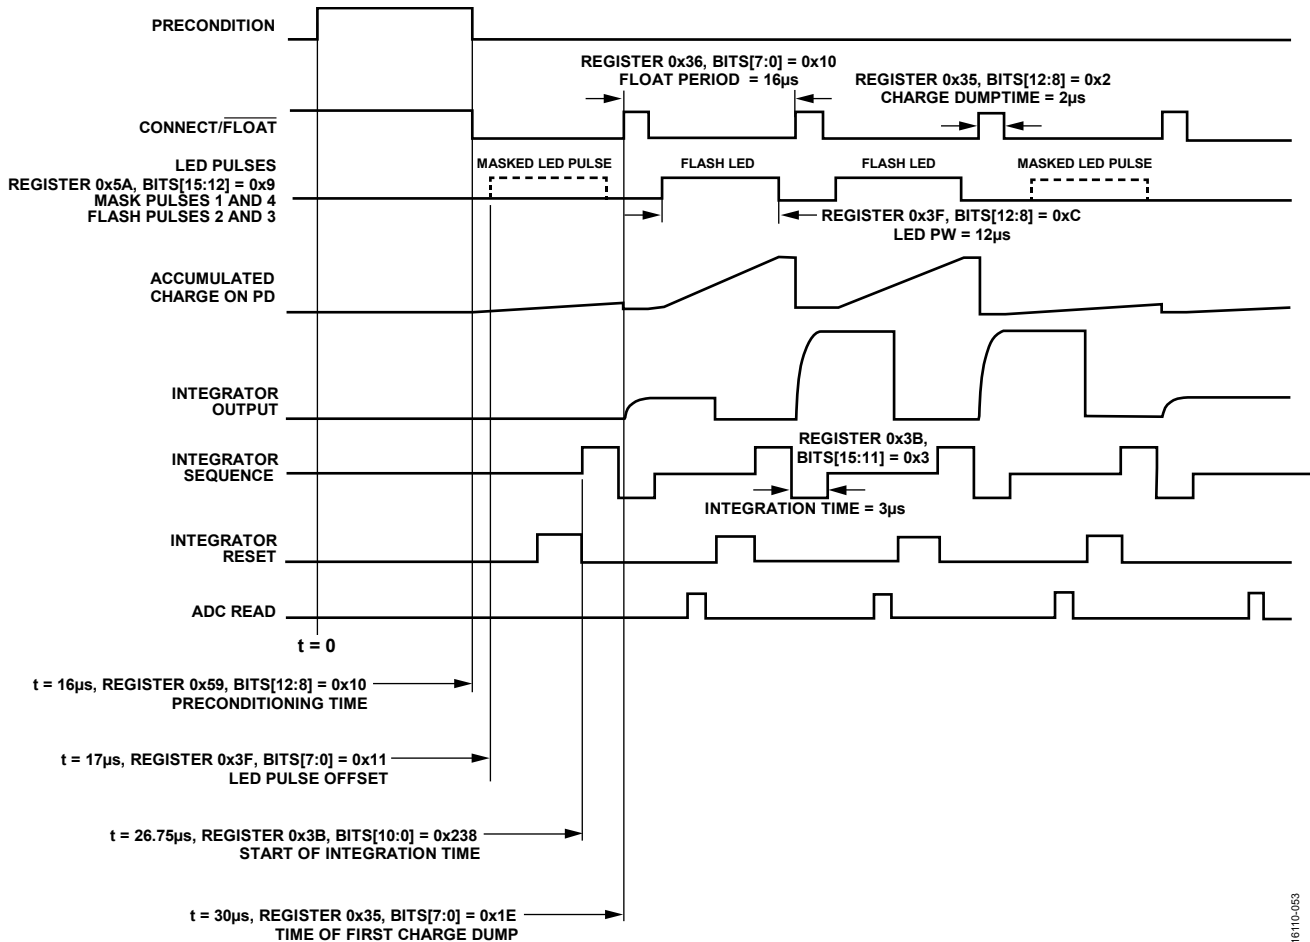 PRECONDITION
REGISTER 0x36, BITS[7:0] = 0x10
FLOAT PERIOD = 16µs
REGISTER 0x35, BITS[12:8] = 0x2
CHARGE DUMPTIME = 2µs
CONNECT/FLOAT
LED PULSES
REGISTER 0x5A, BITS[15:12] = 0x9
MASK PULSES 1 AND 4
FLASH PULSES 2 AND 3
MASKED LED PULSE
FLASH LED
FLASH LED
MASKED LED PULSE
REGISTER 0x3F, BITS[12:8] = 0xC
LED PW = 12µs
ACCUMULATED
CHARGE ON PD
INTEGRATOR
OUTPUT
REGISTER 0x3B,
BITS[15:11] = 0x3
INTEGRATOR
SEQUENCE
INTEGRATION TIME = 3µs
INTEGRATOR
RESET
ADC READ
t = 0
t = 16µs, REGISTER 0x59, BITS[12:8] = 0x10
PRECONDITIONING TIME
t = 17µs, REGISTER 0x3F, BITS[7:0] = 0x11
LED PULSE OFFSET
t = 26.75µs, REGISTER 0x3B, BITS[10:0] = 0x238
START OF INTEGRATION TIME
t = 30µs, REGISTER 0x35, BITS[7:0] = 0x1E
TIME OF FIRST CHARGE DUMP
16110-053